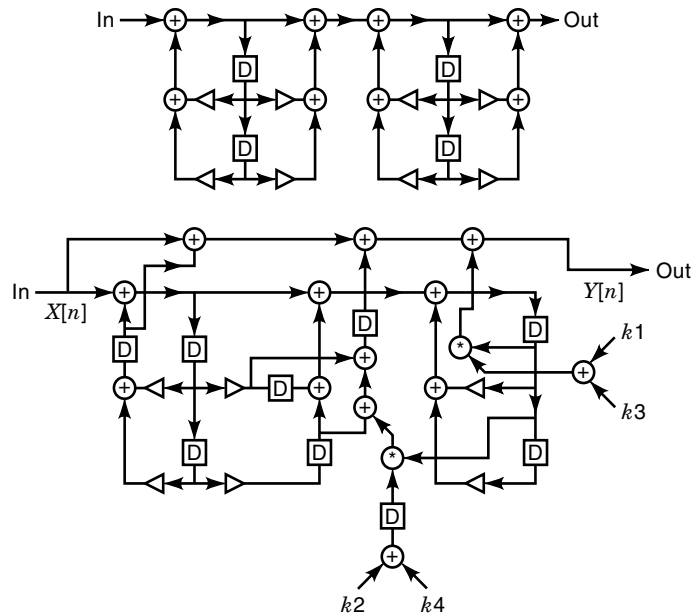 In Out
D D
+ + + +
D D
In Out
X[n] Y[n]
D D D D
* k1
D
k3
D D D
*
D
k2 k4